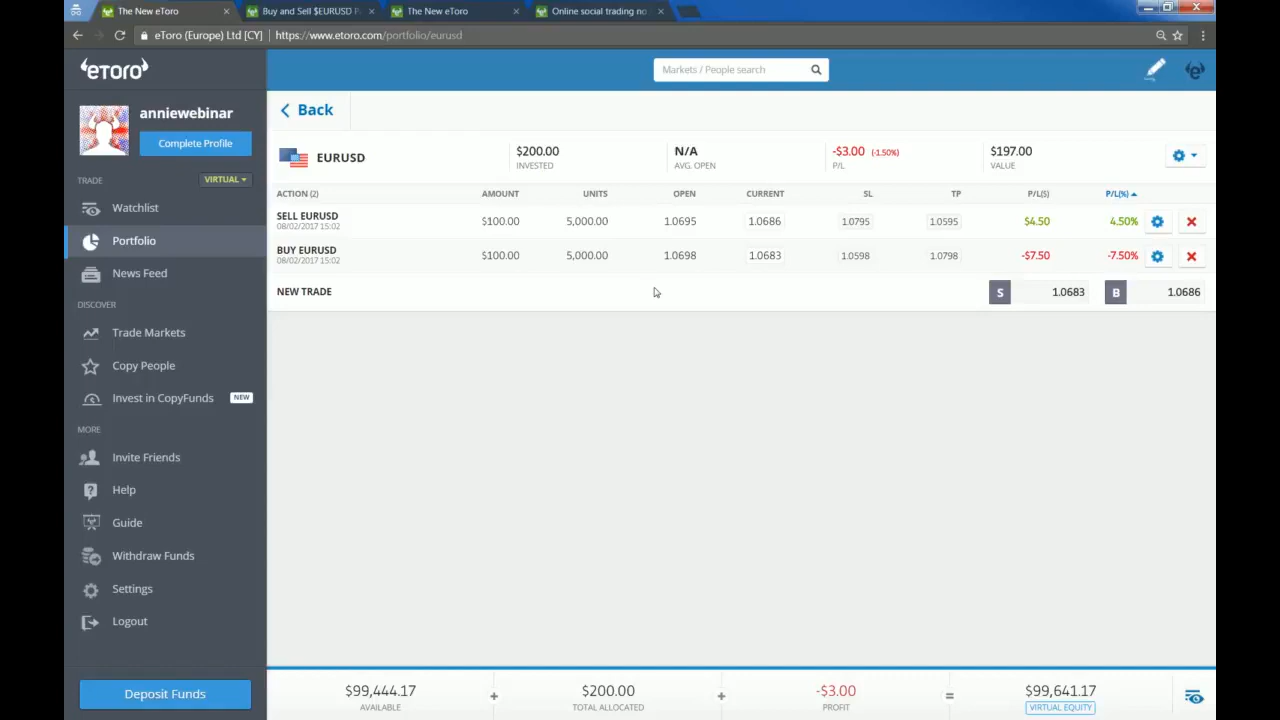 The New eToro
Buy and Sell $EURUSD P
The New eToro
Online social trading no
eToro (Europe) Ltd [CY]
https://www.etoro.com/portfolio/eurusd
eToro
Markets / People search
anniewebinar
Complete Profile
TRADE
VIRTUAL
Watchlist
Portfolio
News Feed
DISCOVER
Trade Markets
Copy People
Invest in CopyFunds NEW
MORE
Invite Friends
Help
Guide
Withdraw Funds
Settings
Logout
Deposit Funds
Back
EURUSD
$200.00
INVESTED
N/A
AVG. OPEN
-$3.00 (-1.50%)
P/L
$197.00
VALUE
ACTION (2) AMOUNT UNITS OPEN CURRENT SL TP P/L($) P/L(%)
SELL EURUSD $100.00 5,000.00 1.0695 1.0686 1.0795 1.0595 $4.50 4.50%
08/02/2017 15:02
BUY EURUSD $100.00 5,000.00 1.0698 1.0683 1.0598 1.0798 -$7.50 -7.50%
08/02/2017 15:02
NEW TRADE S 1.0683 B 1.0686
$99,444.17 + $200.00 + -$3.00 = $99,641.17
AVAILABLE TOTAL ALLOCATED PROFIT VIRTUAL EQUITY